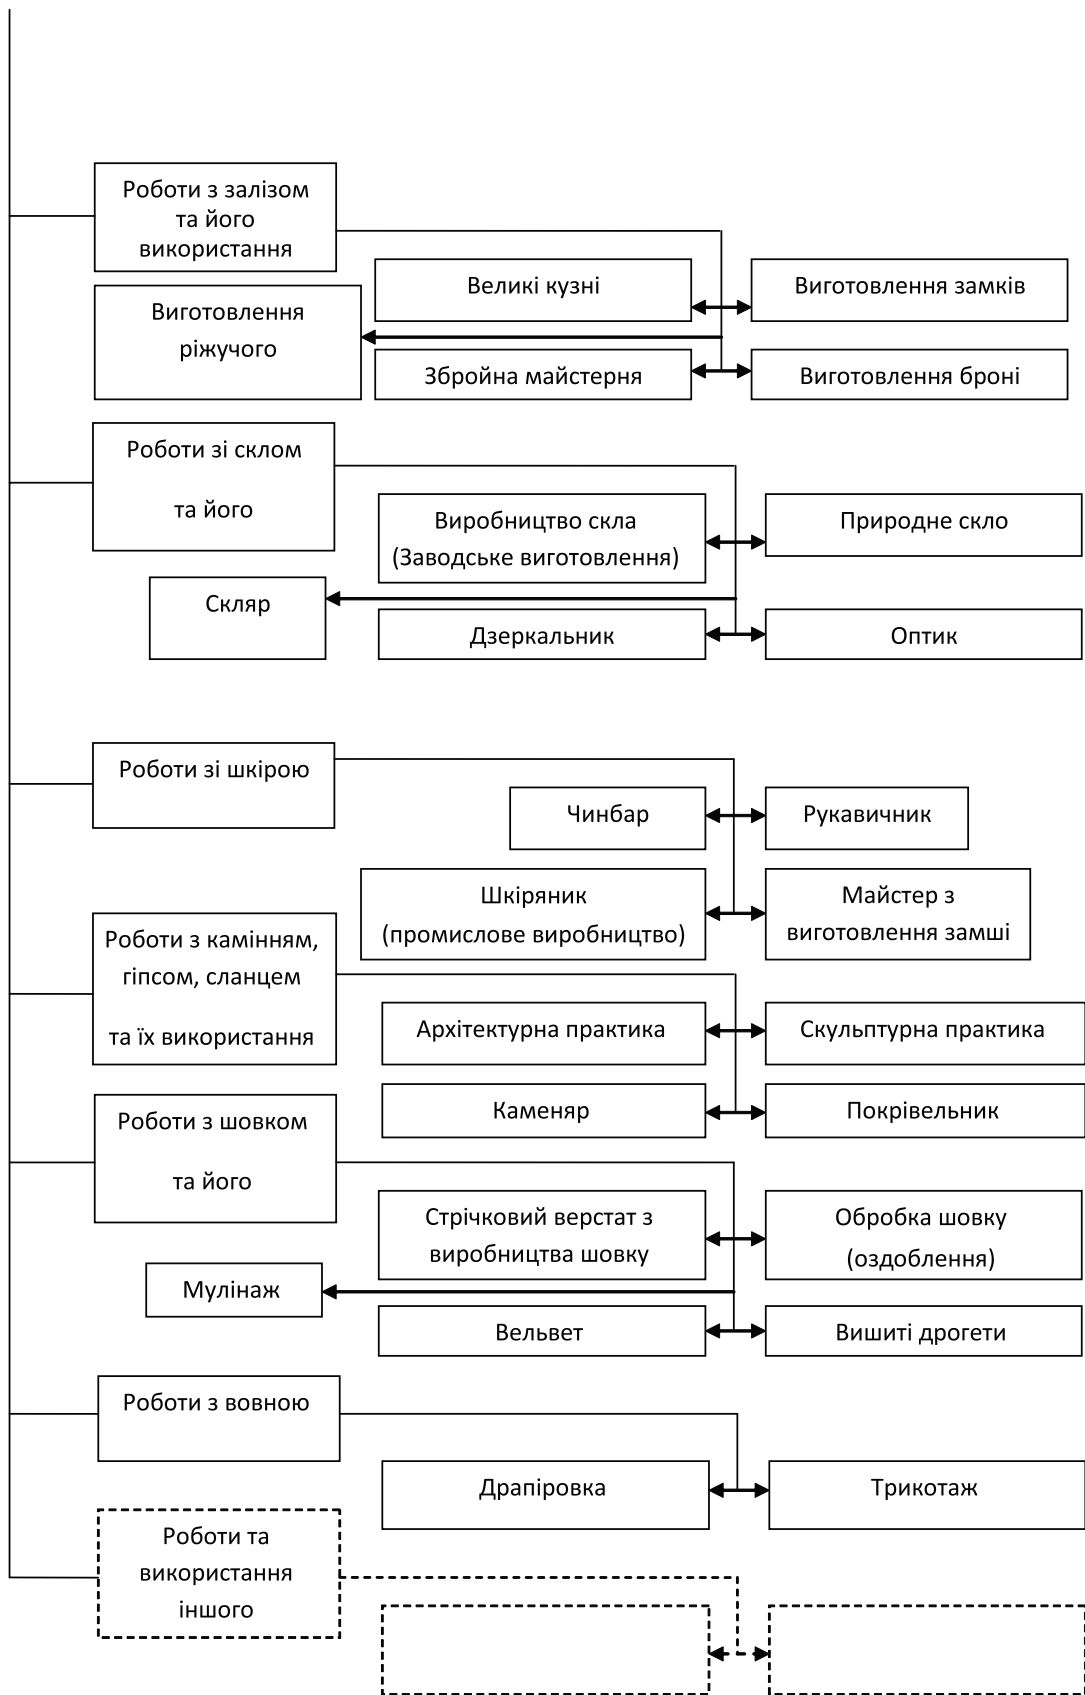 Роботи з залізом
та його
використання
Великі кузні
Виготовлення замків
Виготовлення
ріжучого
Збройна майстерня
Виготовлення броні
Роботи зі склом
та його
Виробництво скла
(Заводське виготовлення)
Природне скло
Скляр
Дзеркальник
Оптик
Роботи зі шкірою
Чинбар
Рукавичник
Шкіряник
(промислове виробництво)
Майстер з
виготовлення замші
Роботи з камінням,
гіпсом, сланцем
та їх використання
Архітектурна практика
Скульптурна практика
Каменяр
Покрівельник
Роботи з шовком
та його
Стрічковий верстат з
виробництва шовку
Обробка шовку
(оздоблення)
Мулінаж
Вельвет
Вишиті дрогети
Роботи з вовною
Драпіровка
Трикотаж
Роботи та
використання
іншого